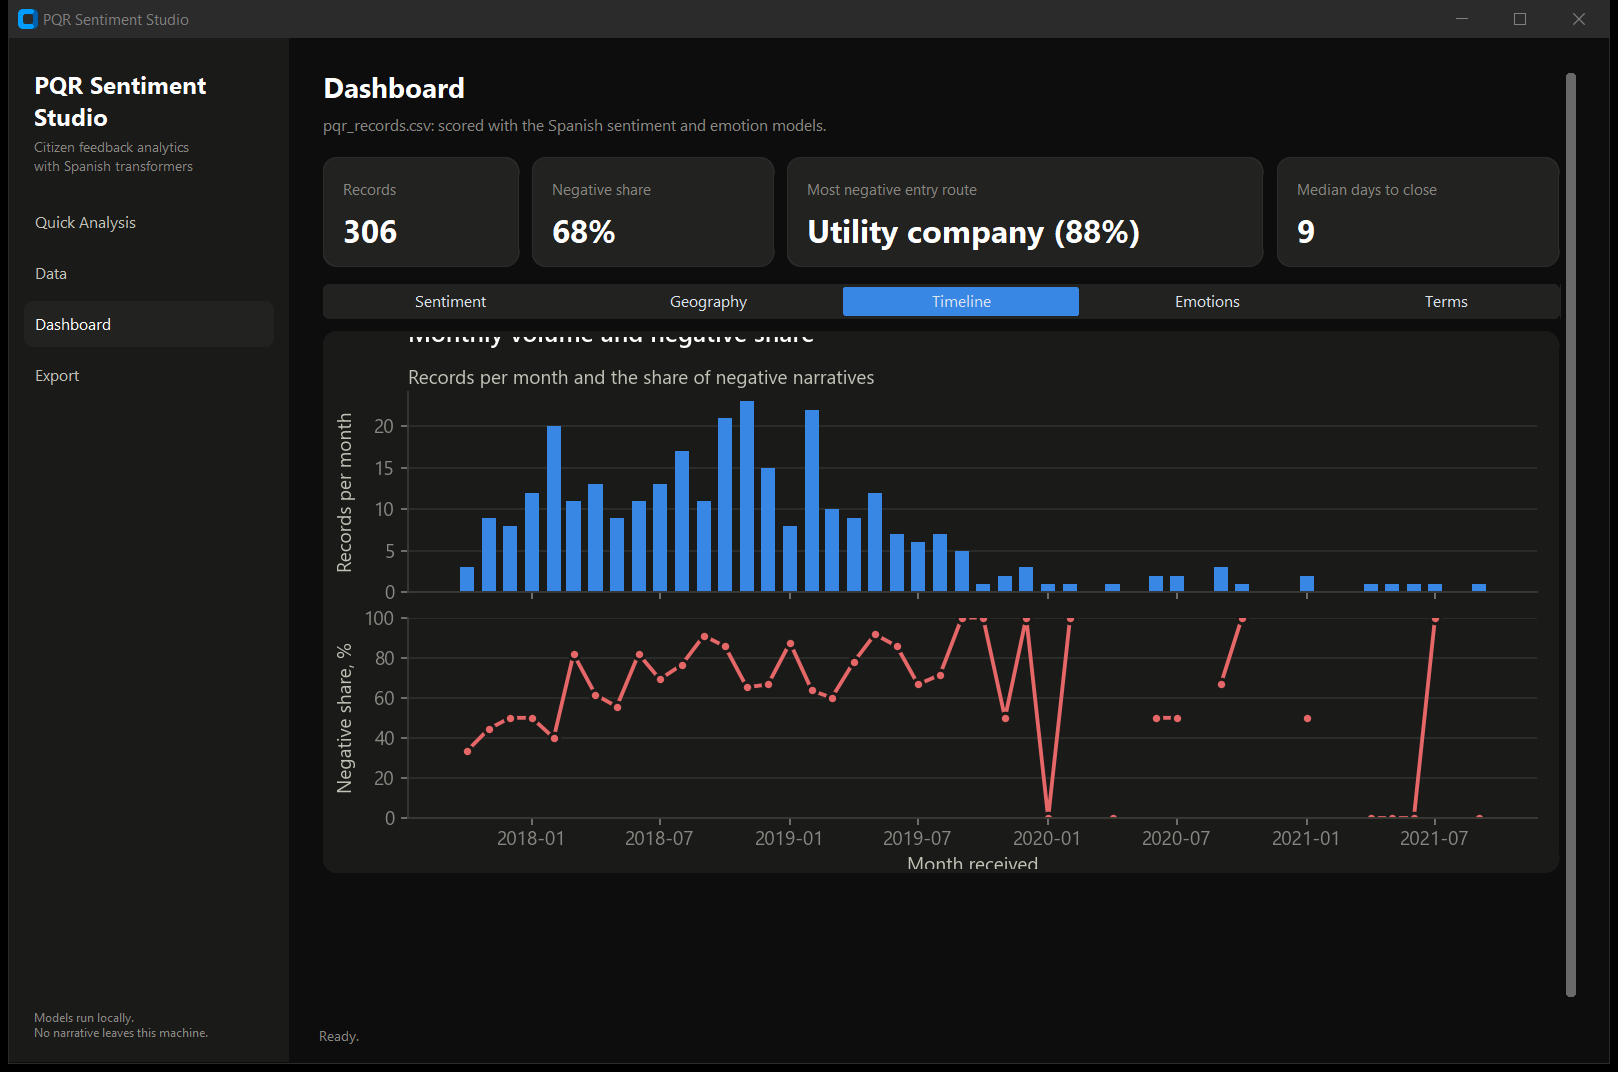 PQR Sentiment Studio
PQR Sentiment
Studio
Citizen feedback analytics
with Spanish transformers
Quick Analysis
Data
Dashboard
Export
Models run locally.
No narrative leaves this machine.
Dashboard
pqr_records.csv: scored with the Spanish sentiment and emotion models.
Records
306
Negative share
68%
Most negative entry route
Utility company (88%)
Median days to close
9
Sentiment
Geography
Timeline
Emotions
Terms
Monthly volume and negative share
Records per month and the share of negative narratives
Records per month
20
15
10
5
0
Negative share, %
100
80
60
40
20
0
2018-01
2018-07
2019-01
2019-07
2020-01
2020-07
2021-01
2021-07
Month received
Ready.